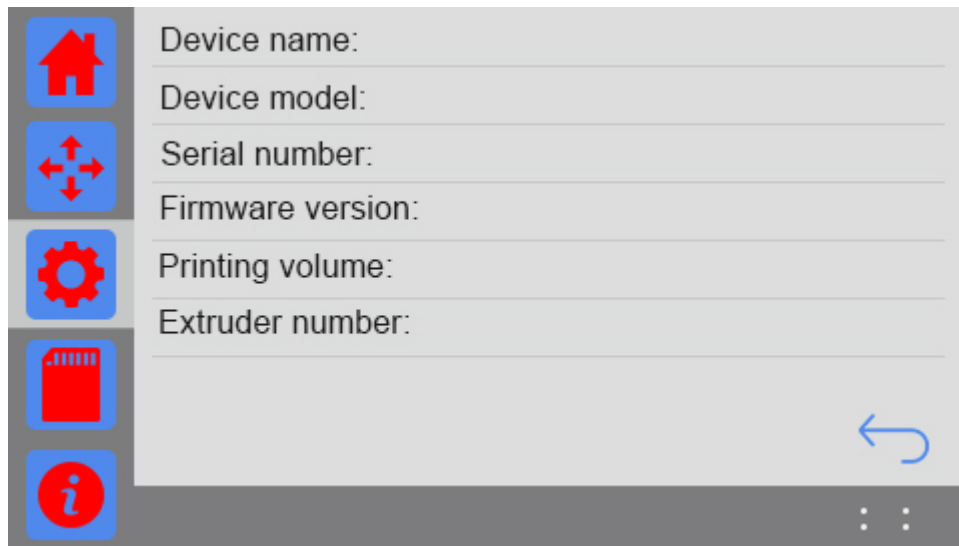 Device name:
Device model:
Serial number:
Firmware version:
Printing volume:
Extruder number:
i
: :